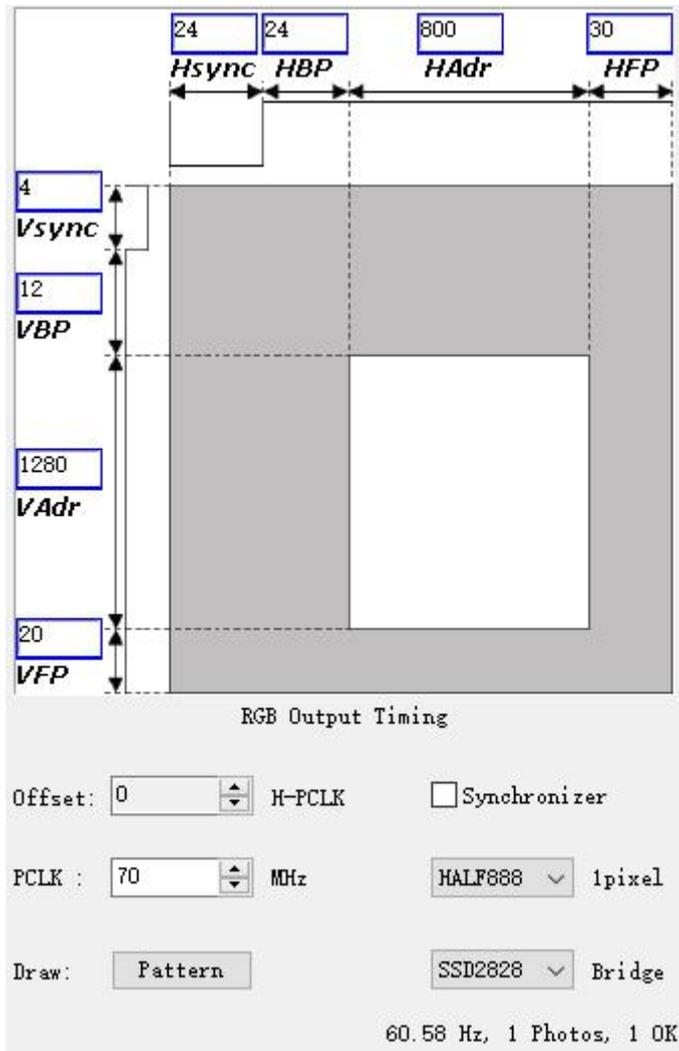 24 24 800 30
Hsync HBP HAdr HFP
4
Vsync
12
VBP
1280
VAdr
20
VFP
RGB Output Timing
Offset: 0 H-PCLK Synchronizer
PCLK : 70 MHz HALF888 1pixel
Draw: Pattern SSD2828 Bridge
60.58 Hz, 1 Photos, 1 OK